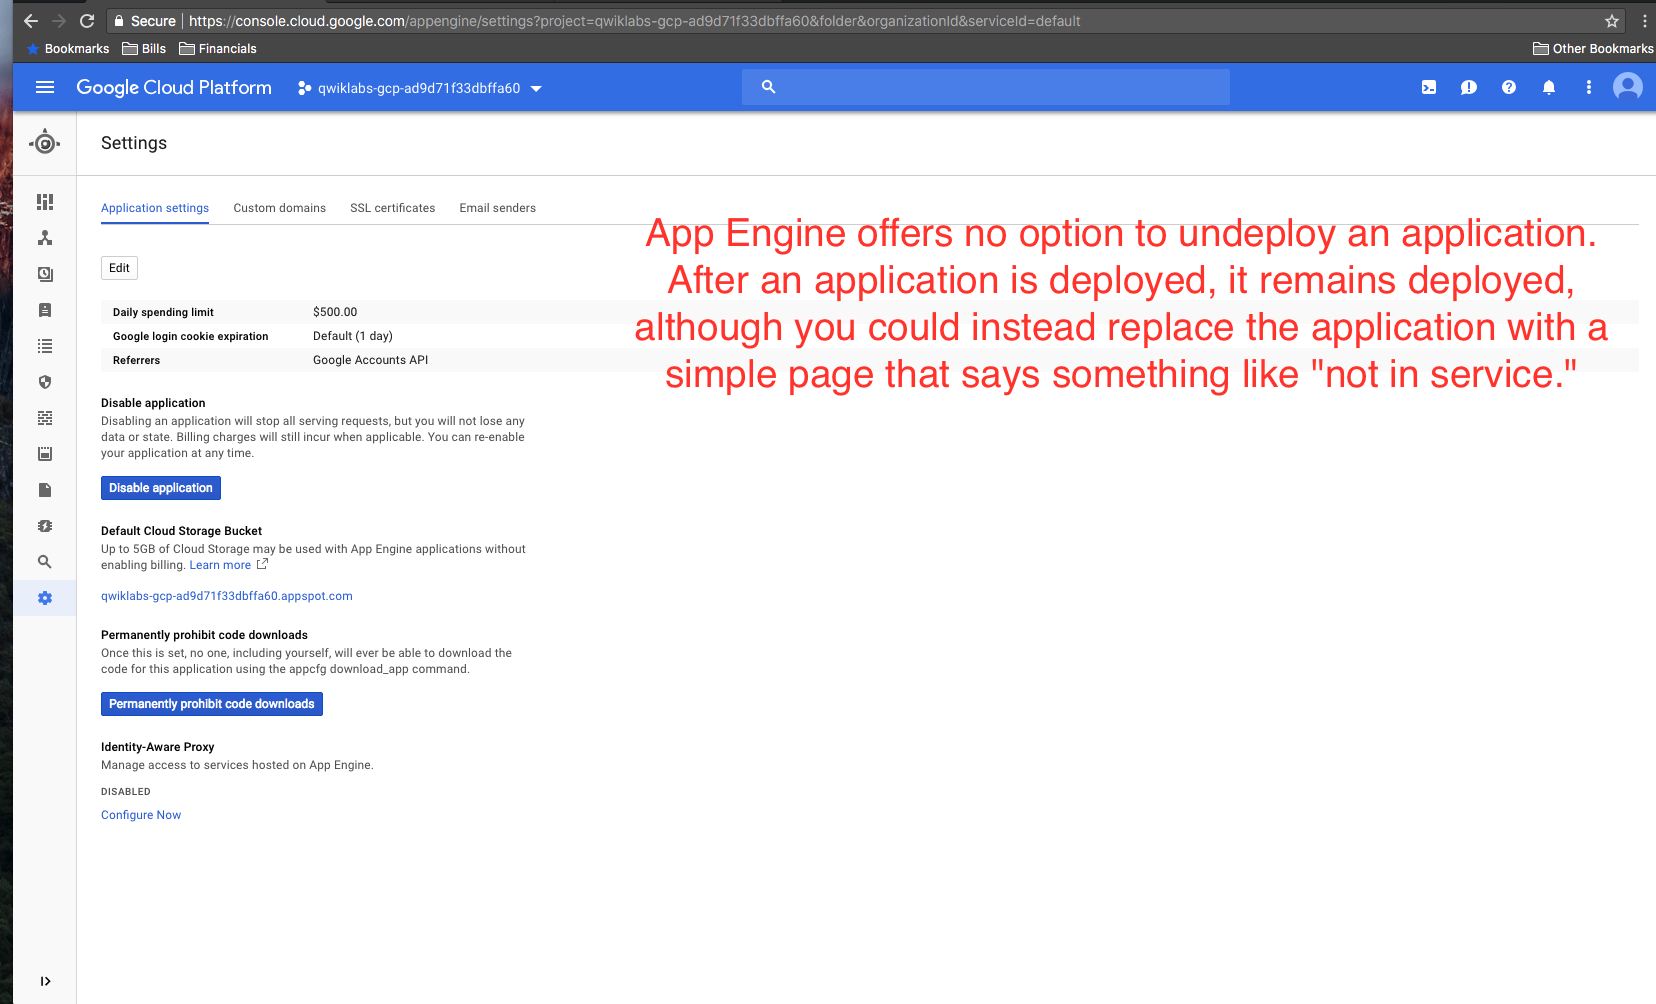 Secure | https://console.cloud.google.com/appengine/settings?project=qwiklabs-gcp-ad9d71f33dbffa60&folder&organizationId&serviceId=default
Bookmarks Bills Financials Other Bookmarks
Google Cloud Platform qwiklabs-gcp-ad9d71f33dbffa60
Settings
Application settings Custom domains SSL certificates Email senders
App Engine offers no option to undeploy an application.
After an application is deployed, it remains deployed,
although you could instead replace the application with a
simple page that says something like "not in service."
Edit
Daily spending limit $500.00
Google login cookie expiration Default (1 day)
Referrers Google Accounts API
Disable application
Disabling an application will stop all serving requests, but you will not lose any
data or state. Billing charges will still incur when applicable. You can re-enable
your application at any time.
Disable application
Default Cloud Storage Bucket
Up to 5GB of Cloud Storage may be used with App Engine applications without
enabling billing. Learn more
qwiklabs-gcp-ad9d71f33dbffa60.appspot.com
Permanently prohibit code downloads
Once this is set, no one, including yourself, will ever be able to download the
code for this application using the appcfg download_app command.
Permanently prohibit code downloads
Identity-Aware Proxy
Manage access to services hosted on App Engine.
DISABLED
Configure Now